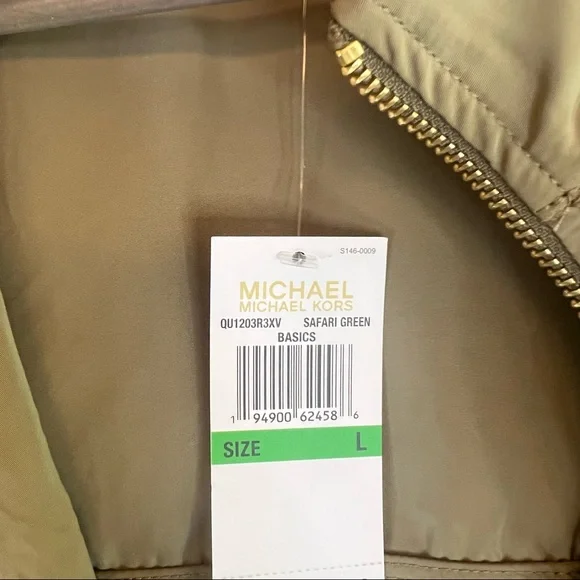 S146-0009
MICHAEL
MICHAEL KORS
QU1203R3XV SAFARI GREEN
BASICS
1 94900 62458 6
SIZE L